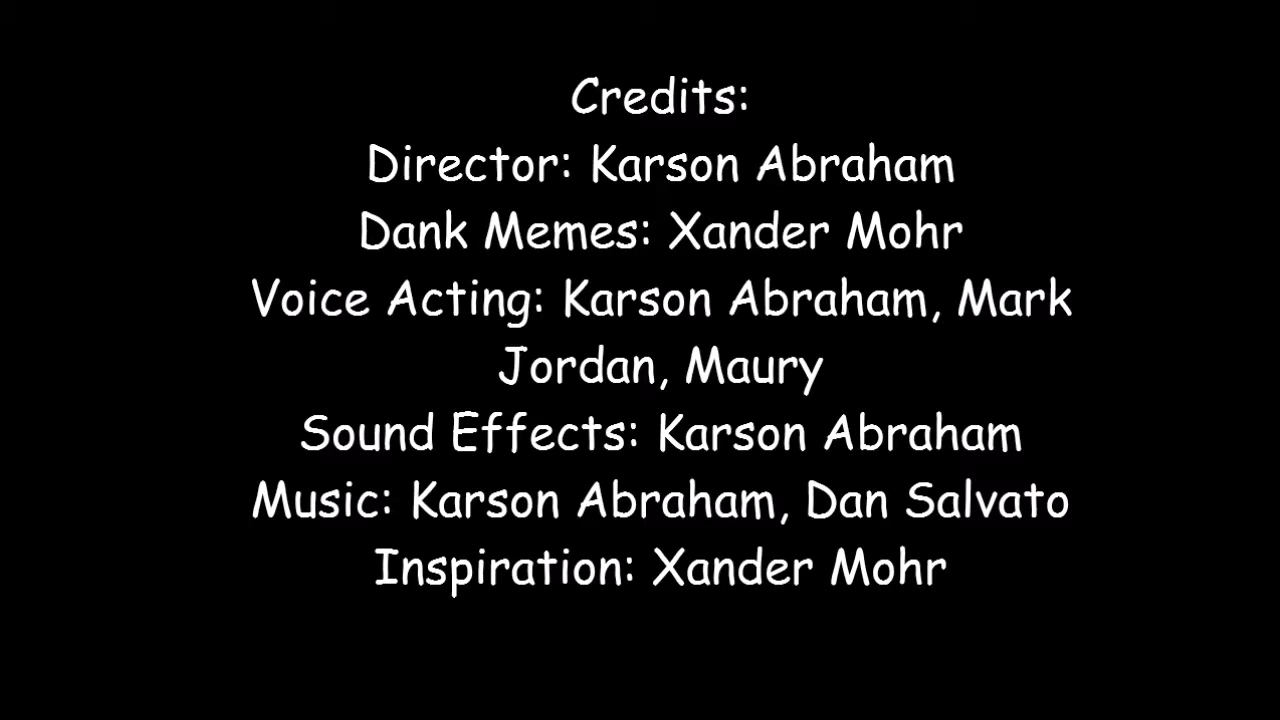 Credits:
Director: Karson Abraham
Dank Memes: Xander Mohr
Voice Acting: Karson Abraham, Mark
Jordan, Maury
Sound Effects: Karson Abraham
Music: Karson Abraham, Dan Salvato
Inspiration: Xander Mohr